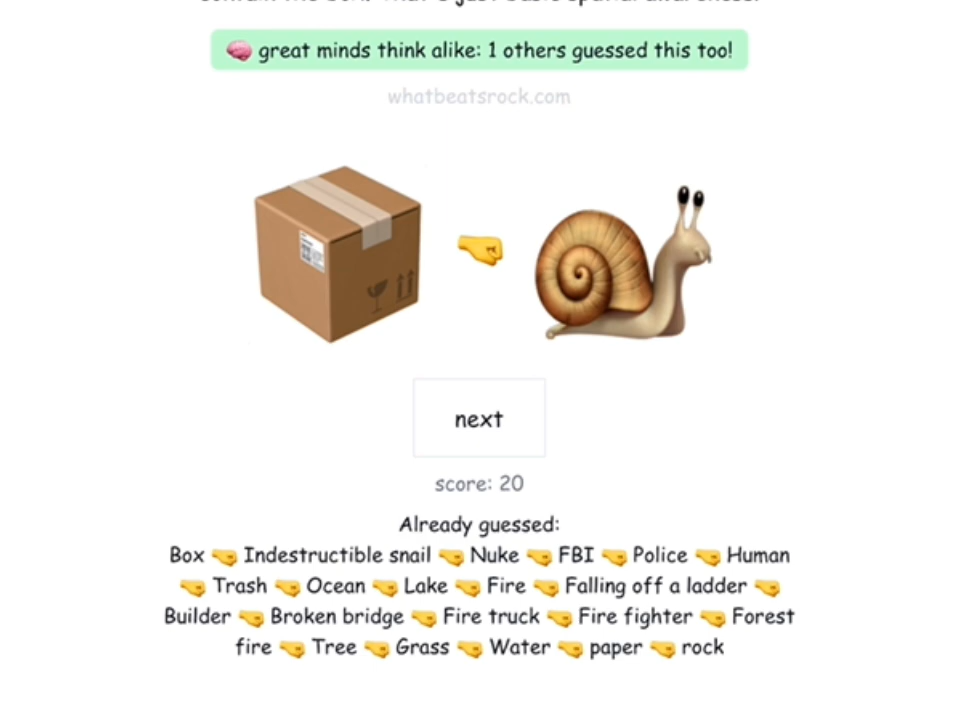 great minds think alike: 1 others guessed this too!
whatbeatsrock.com
next
score: 20
Already guessed:
Box 🤜 Indestructible snail 🤜 Nuke 🤜 FBI 🤜 Police 🤜 Human
🤜 Trash 🤜 Ocean 🤜 Lake 🤜 Fire 🤜 Falling off a ladder 🤜
Builder 🤜 Broken bridge 🤜 Fire truck 🤜 Fire fighter 🤜 Forest
fire 🤜 Tree 🤜 Grass 🤜 Water 🤜 paper 🤜 rock